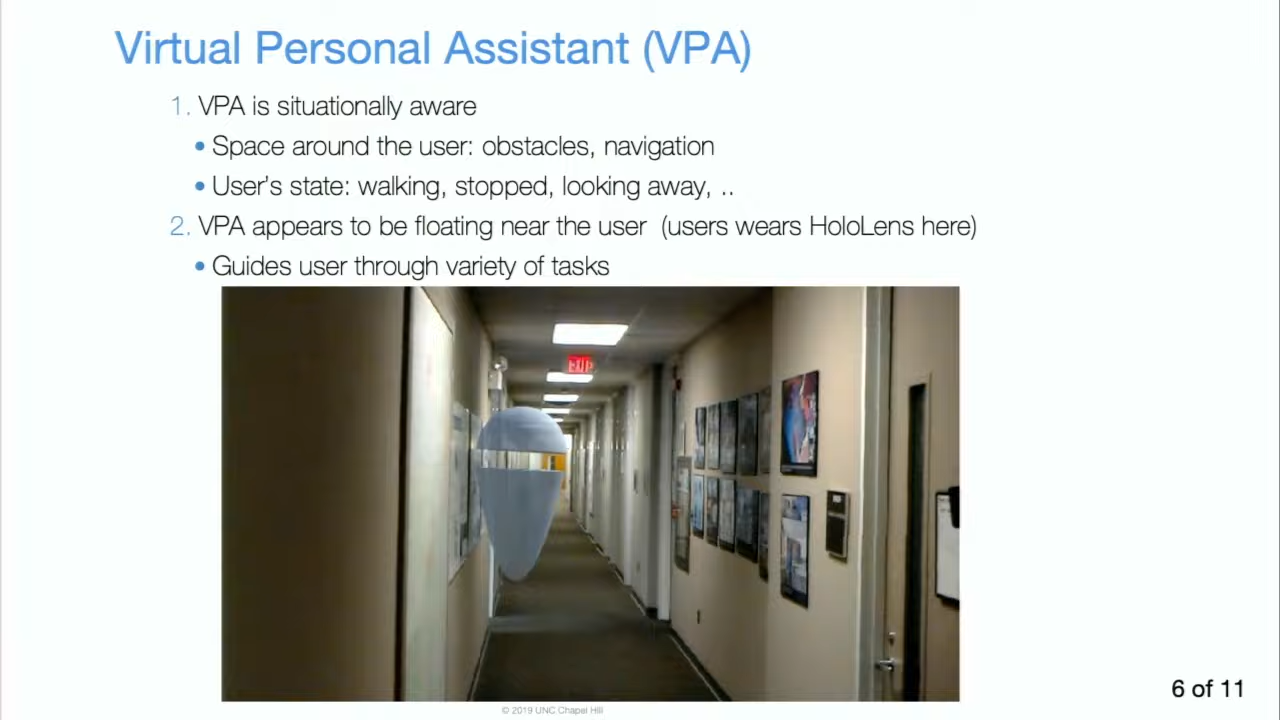 Virtual Personal Assistant (VPA)
1. VPA is situationally aware
• Space around the user: obstacles, navigation
• User's state: walking, stopped, looking away, ..
2. VPA appears to be floating near the user (users wears HoloLens here)
• Guides user through variety of tasks
EXIT
© 2019 UNC Chapel Hill
6 of 11